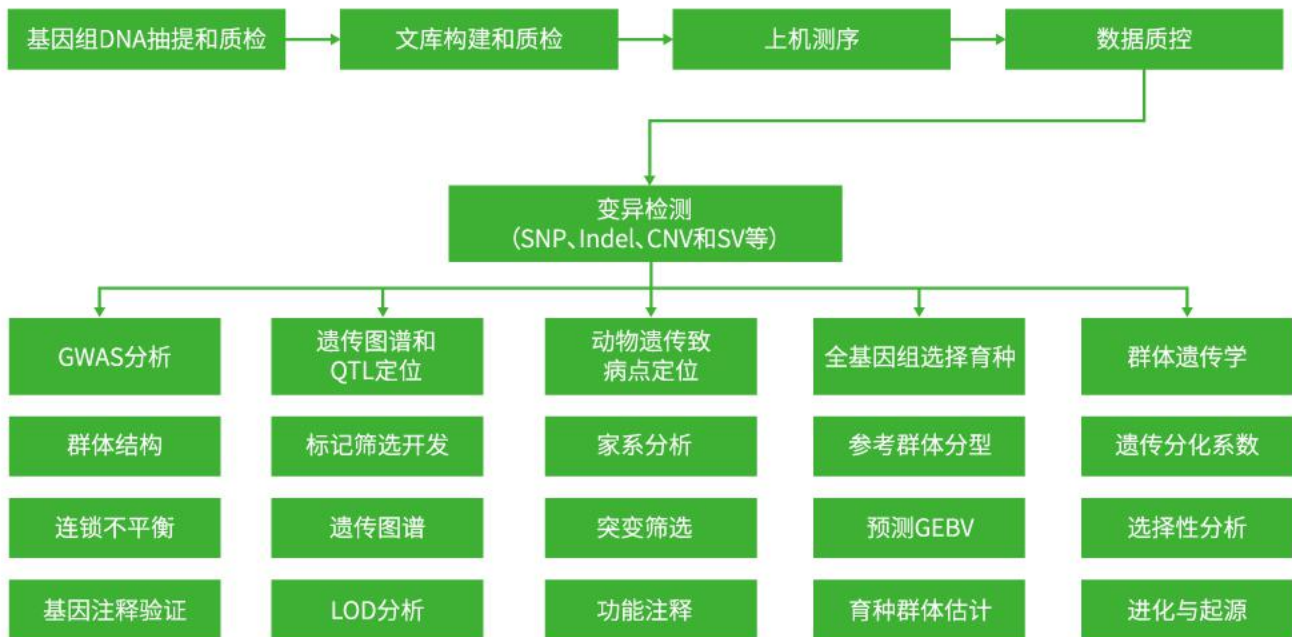 基因组DNA抽提和质检
文库构建和质检
上机测序
数据质控
变异检测
（SNP、Indel、CNV和SV等）
GWAS分析
遗传图谱和
QTL定位
动物遗传致
病点定位
全基因组选择育种
群体遗传学
群体结构
标记筛选开发
家系分析
参考群体分型
遗传分化系数
连锁不平衡
遗传图谱
突变筛选
预测GEBV
选择性分析
基因注释验证
LOD分析
功能注释
育种群体估计
进化与起源